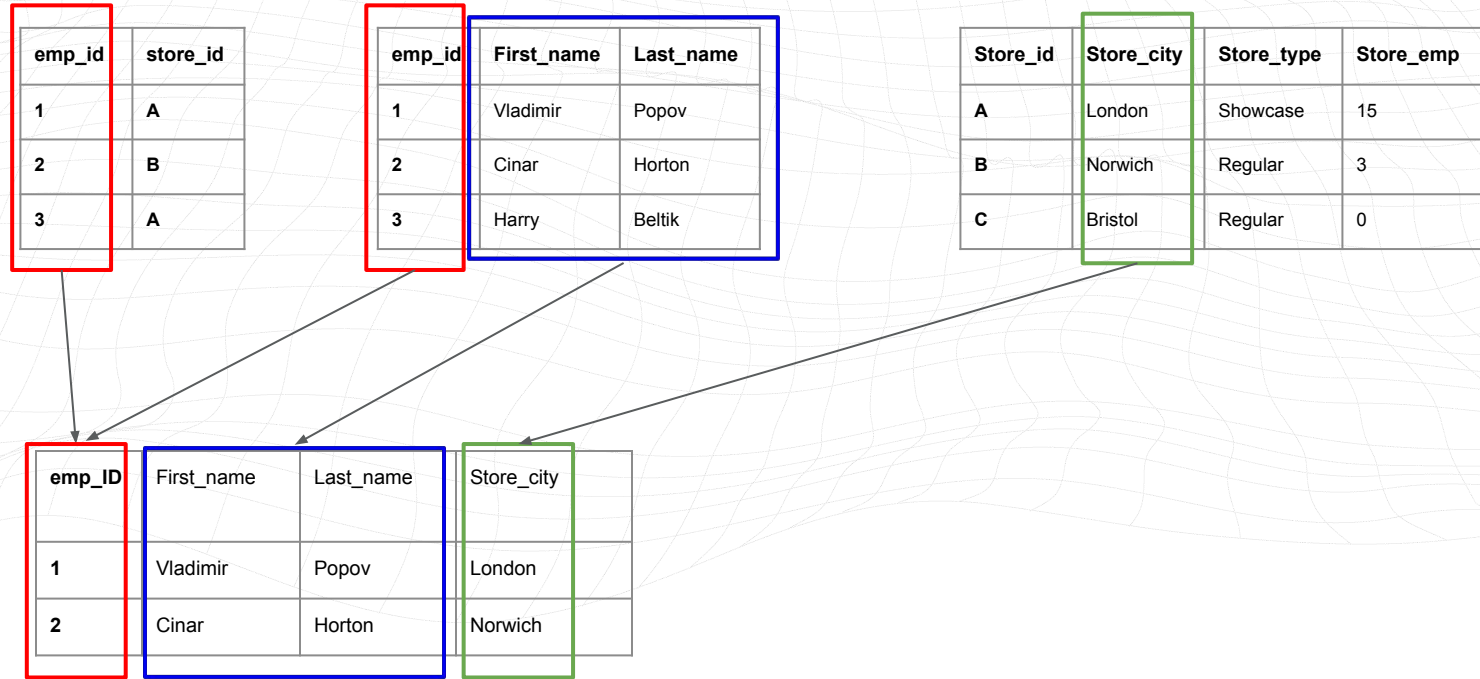 emp_id store_id
1 A
2 B
3 A
emp_id First_name Last_name
1 Vladimir Popov
2 Cinar Horton
3 Harry Beltik
Store_id Store_city Store_type Store_emp
A London Showcase 15
B Norwich Regular 3
C Bristol Regular 0
emp_ID First_name Last_name Store_city
1 Vladimir Popov London
2 Cinar Horton Norwich